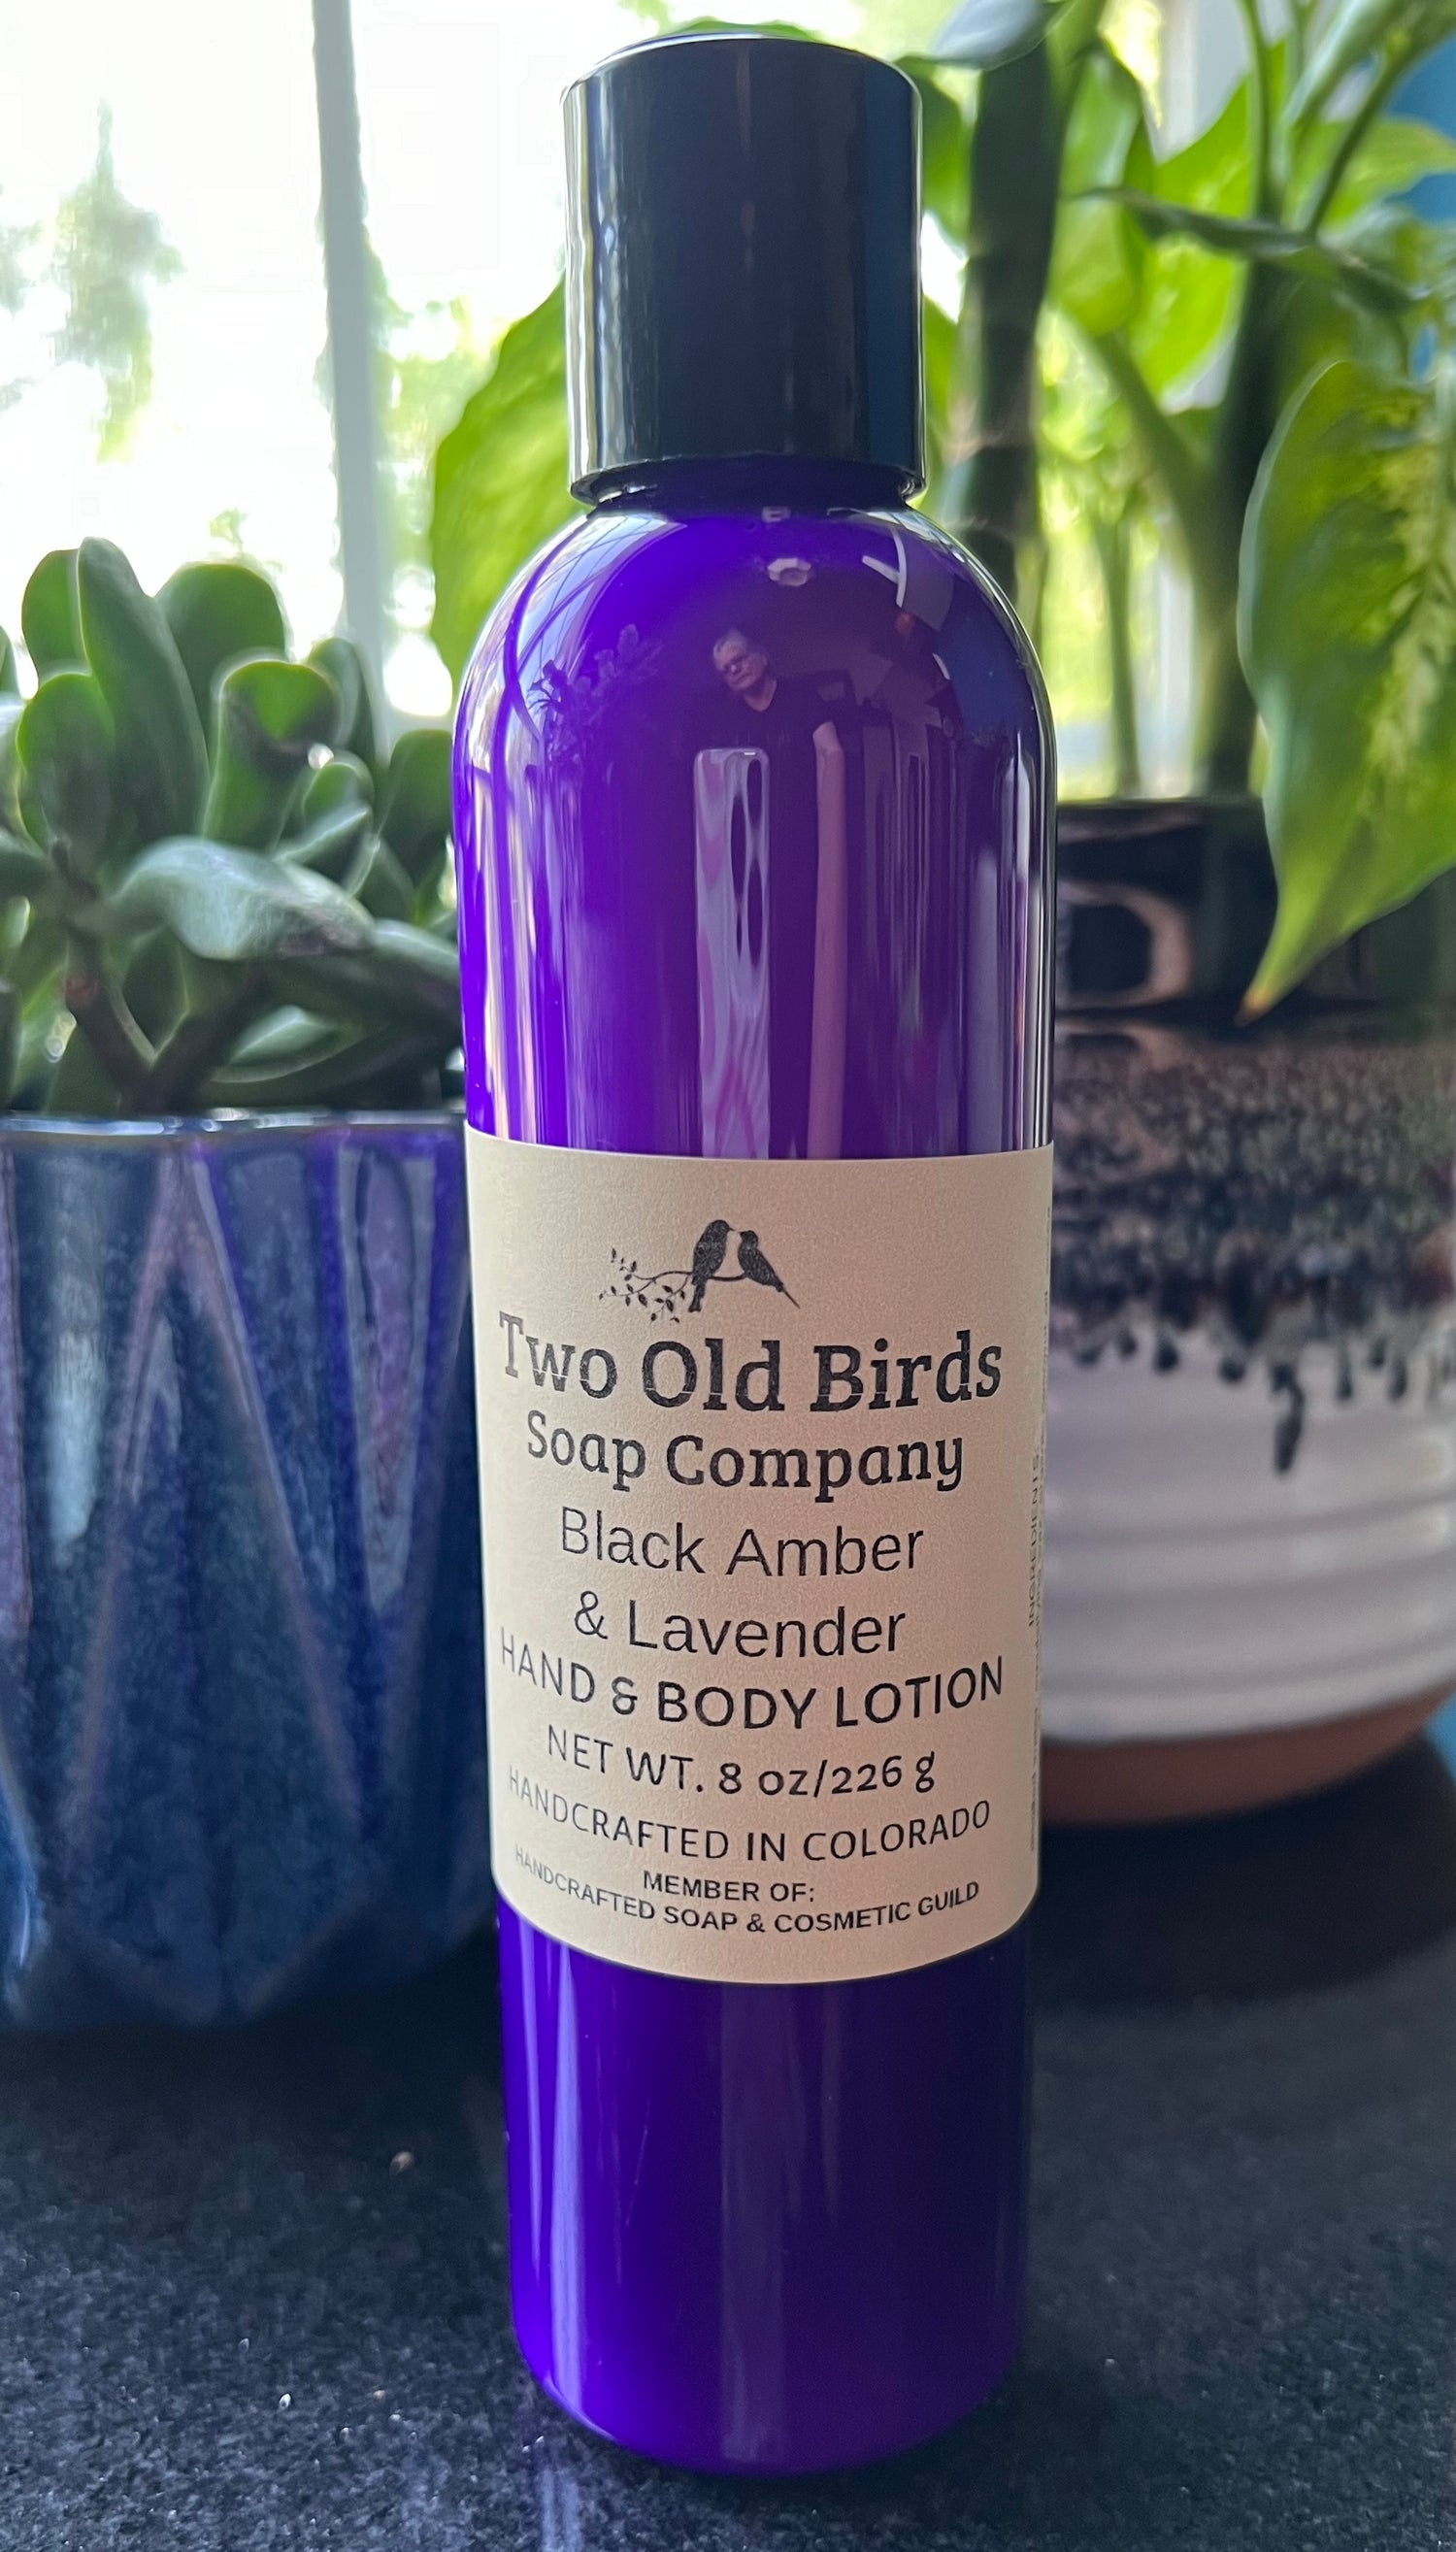 Two Old Birds
Soap Company
Black Amber
& Lavender
HAND & BODY LOTION
NET WT. 8 oz/226 g
HANDCRAFTED IN COLORADO
MEMBER OF:
HANDCRAFTED SOAP & COSMETIC GUILD
INGREDIENTS